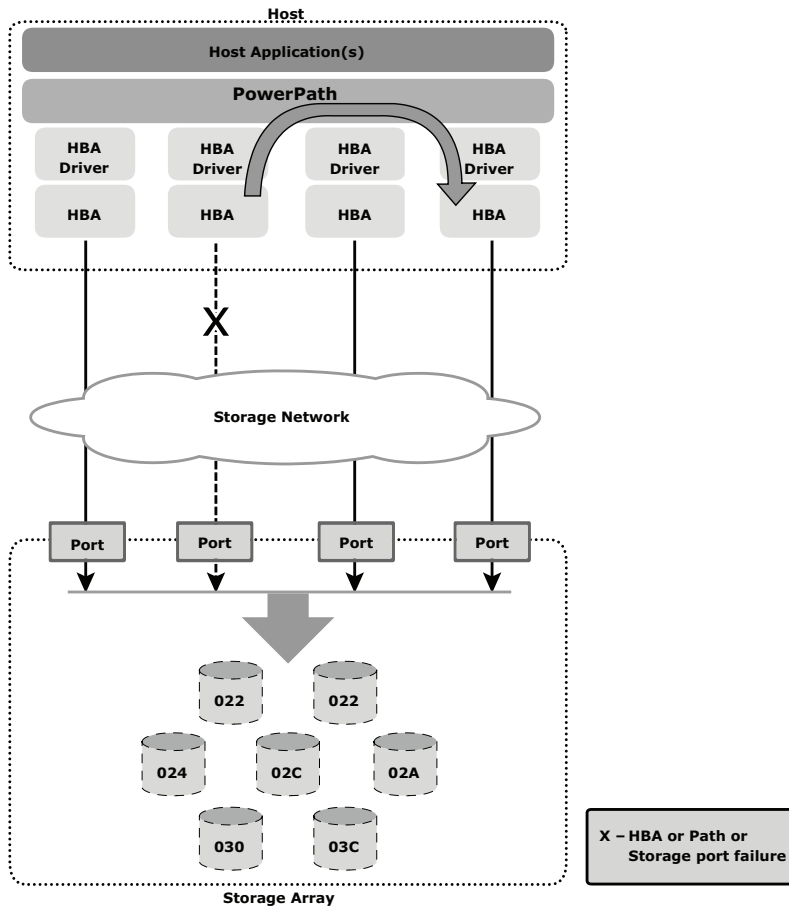 Host
Host Application(s)
PowerPath
HBA Driver
HBA Driver
HBA Driver
HBA Driver
HBA
HBA
HBA
HBA
X
Storage Network
Port
Port
Port
Port
022
022
024
02C
02A
030
03C
X – HBA or Path or
Storage port failure
Storage Array